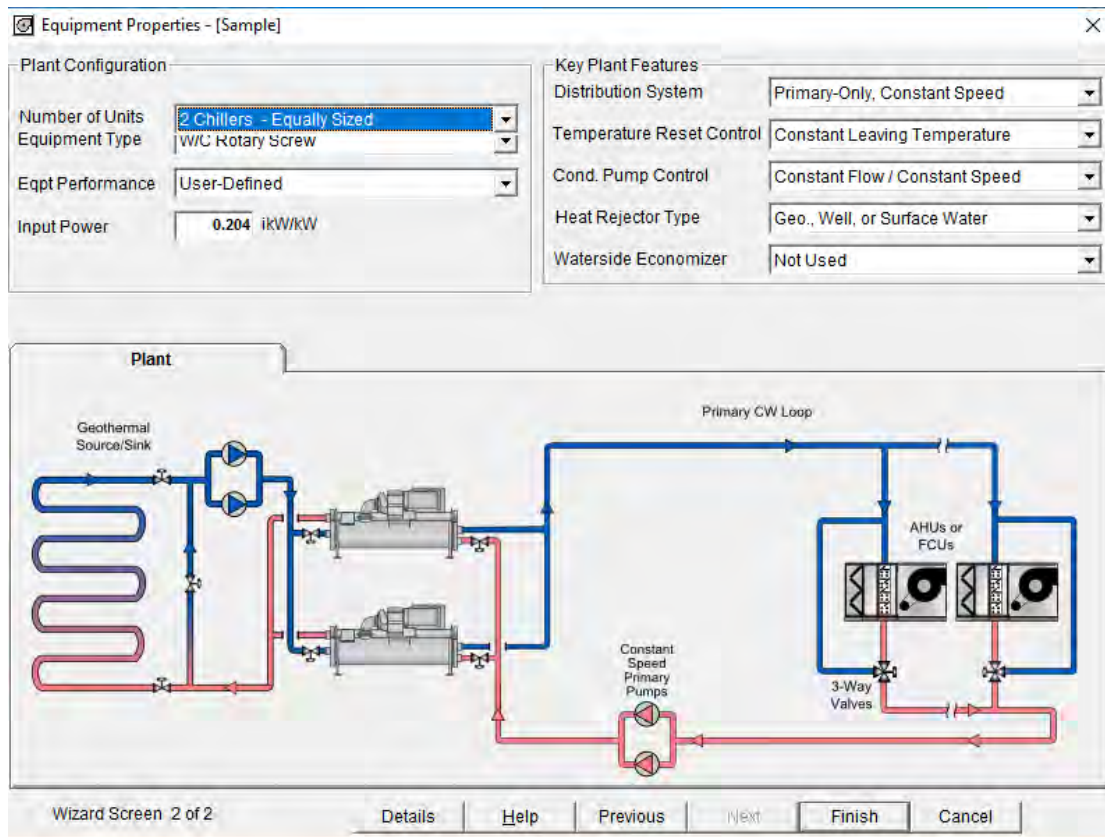 Equipment Properties - [Sample]
Plant Configuration
Number of Units 2 Chillers - Equally Sized
Equipment Type W/C Rotary Screw
Eqpt Performance User-Defined
Input Power 0.204 ikW/kW
Key Plant Features
Distribution System Primary-Only, Constant Speed
Temperature Reset Control Constant Leaving Temperature
Cond. Pump Control Constant Flow / Constant Speed
Heat Rejector Type Geo., Well, or Surface Water
Waterside Economizer Not Used
Plant
Geothermal
Source/Sink
Primary CW Loop
AHUs or
FCUs
Constant
Speed
Primary
Pumps
3-Way
Valves
Wizard Screen 2 of 2 Details Help Previous Next Finish Cancel